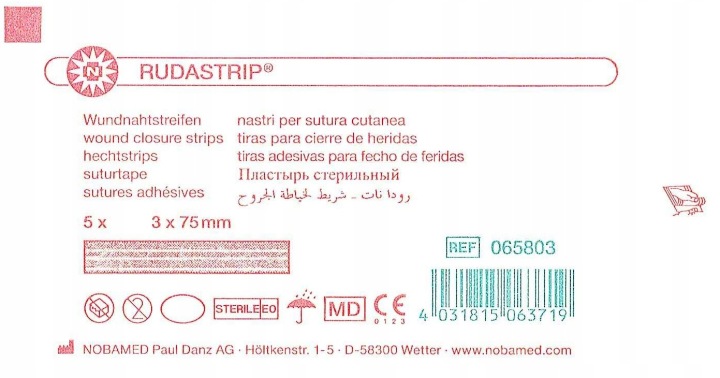 N RUDASTRIP®
Wundnahtstreifen nastri per sutura cutanea
wound closure strips tiras para cierre de heridas
hechtstrips tiras adesivas para fecho de feridas
suturtape Пластырь стерильный
sutures adhésives رودا نات - شريط لخياطة الجروح
5 x 3 x 75 mm
REF 065803
2 STERILE EO MD CE
0123
4 031815 063719
NOBAMED Paul Danz AG · Höltkenstr. 1-5 · D-58300 Wetter · www.nobamed.com